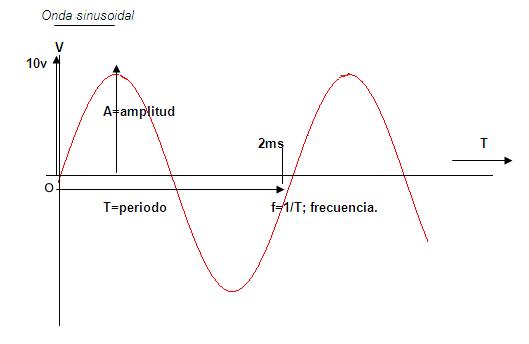 Onda sinusoidal
V
10v
A=amplitud
2ms
T
O
T=periodo
f=1/T; frecuencia.